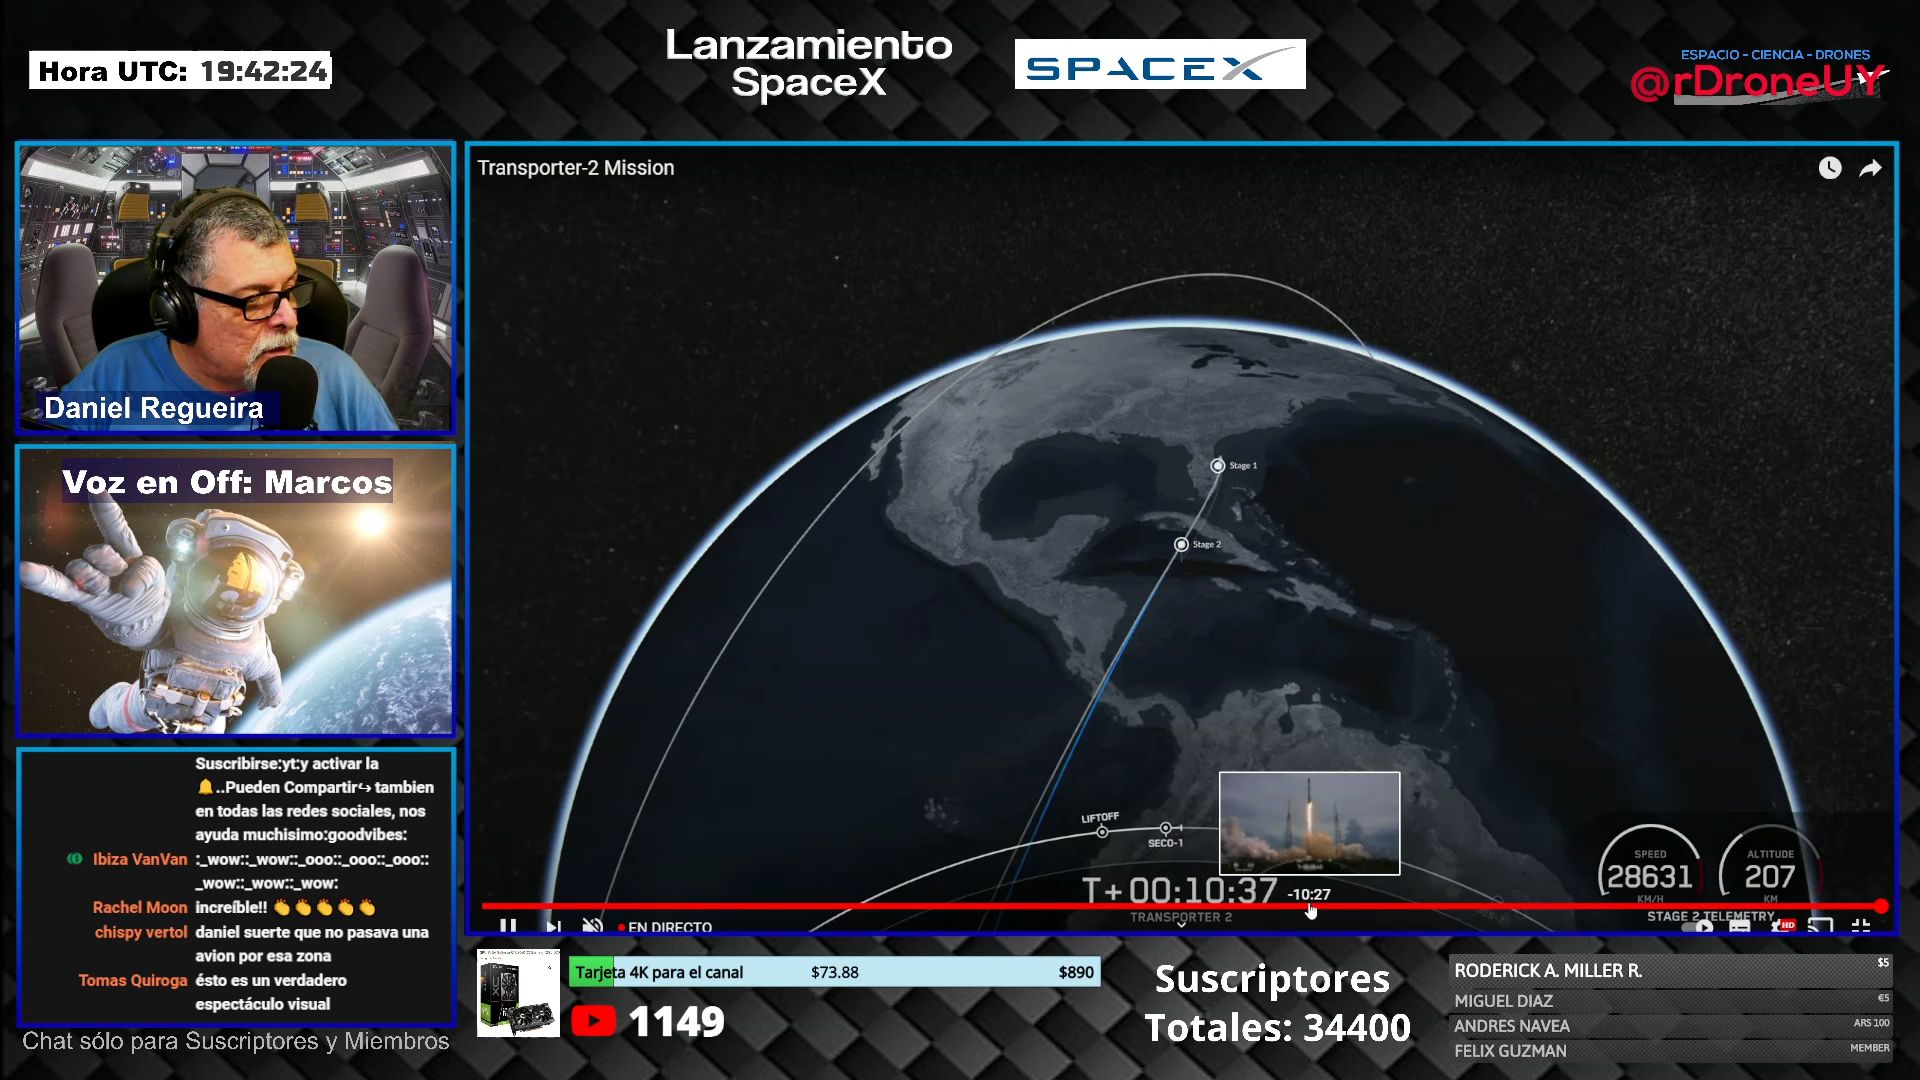 Hora UTC: 19:42:24
Lanzamiento
SpaceX
SPACEX
ESPACIO - CIENCIA - DRONES
@rDroneUY
Daniel Regueira
Voz en Off: Marcos
Suscribirse:yt:y activar la
🔔..Pueden Compartir↪ tambien
en todas las redes sociales, nos
ayuda muchisimo:goodvibes:
Ibiza VanVan :_wow::_wow::_ooo::_ooo::_ooo::
_wow::_wow::_wow:
Rachel Moon increíble!! 👏👏👏👏👏
chispy vertol daniel suerte que no pasava una
avion por esa zona
Tomas Quiroga ésto es un verdadero
espectáculo visual
Chat sólo para Suscriptores y Miembros
Transporter-2 Mission
Stage 1
Stage 2
LIFTOFF
SECO-1
T+00:10:37
TRANSPORTER 2
-10:27
SPEED
28631
KM/H
ALTITUDE
207
KM
STAGE 2 TELEMETRY
EN DIRECTO
HD
Tarjeta 4K para el canal $73.88 $890
1149
Suscriptores
Totales: 34400
RODERICK A. MILLER R. $5
MIGUEL DIAZ €5
ANDRES NAVEA ARS 100
FELIX GUZMAN MEMBER